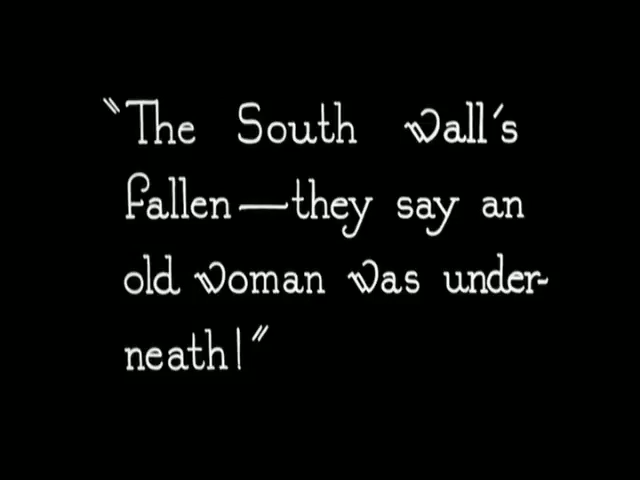 "The South wall's
fallen—they say an
old woman was under-
neath!"